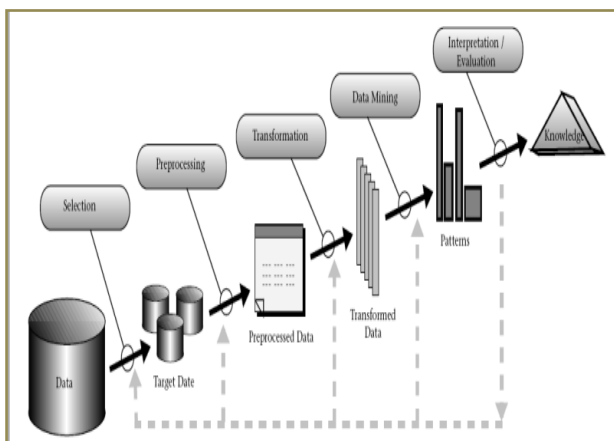 Interpretation /
Evaluation
Data Mining
Knowledge
Transformation
Preprocessing
Patterns
Selection
Transformed
Data
Preprocessed Data
Target Date
Data